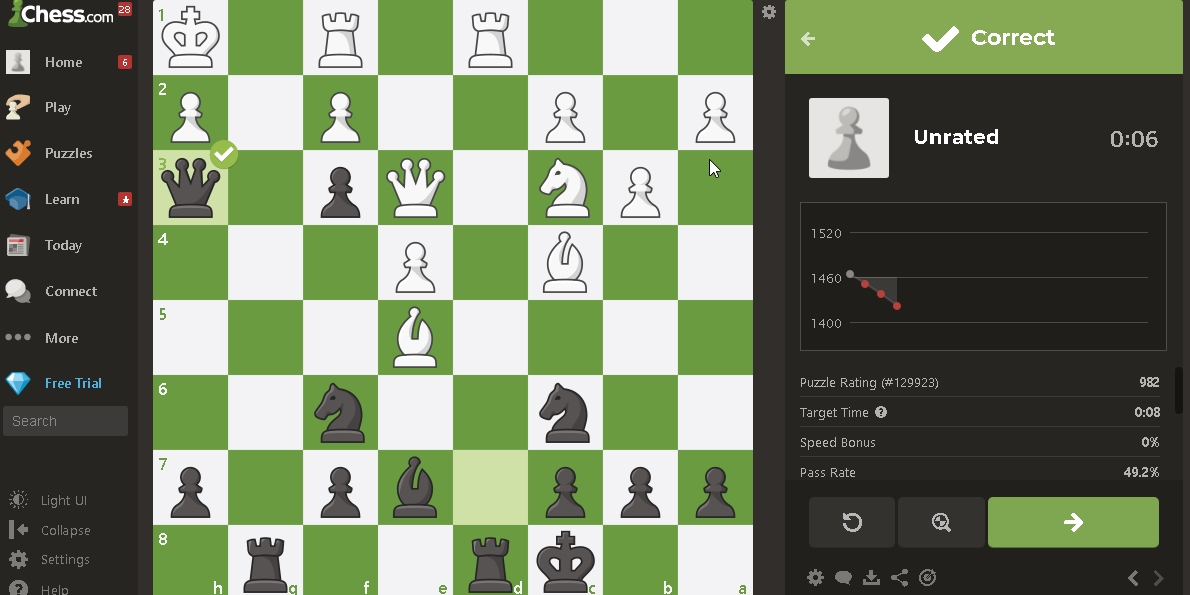 Chess.com
28
Home
6
Play
Puzzles
Learn
Today
Connect
More
Free Trial
Search
Light UI
Collapse
Settings
Help
1
2
3
4
5
6
7
8
h g f e d c b a
Correct
Unrated
0:06
1520
1460
1400
Puzzle Rating (#129923) 982
Target Time ? 0:08
Speed Bonus 0%
Pass Rate 49.2%